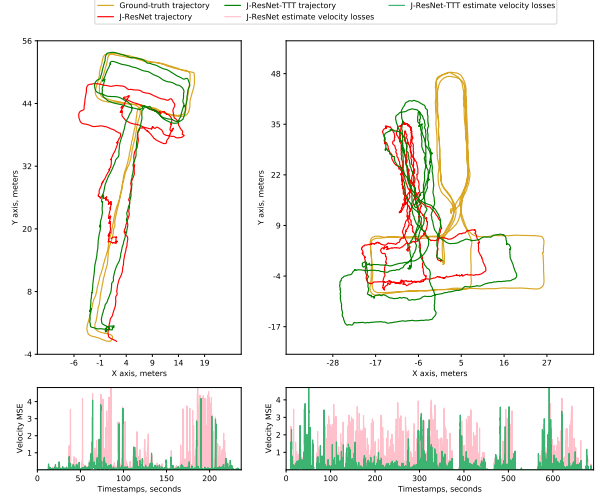 Ground-truth trajectory J-ResNet-TTT trajectory J-ResNet-TTT estimate velocity losses
J-ResNet trajectory J-ResNet estimate velocity losses
56
44
32
20
8
-4
Y axis, meters
-6 4 9 14 19
X axis, meters
48
35
22
9
-4
-17
Y axis, meters
-28 -17 -6 5 16 27
X axis, meters
4
3
2
1
Velocity MSE
0 50 100 150 200
Timestamps, seconds
4
3
2
1
Velocity MSE
0 100 200 300 400 500 600
Timestamps, seconds